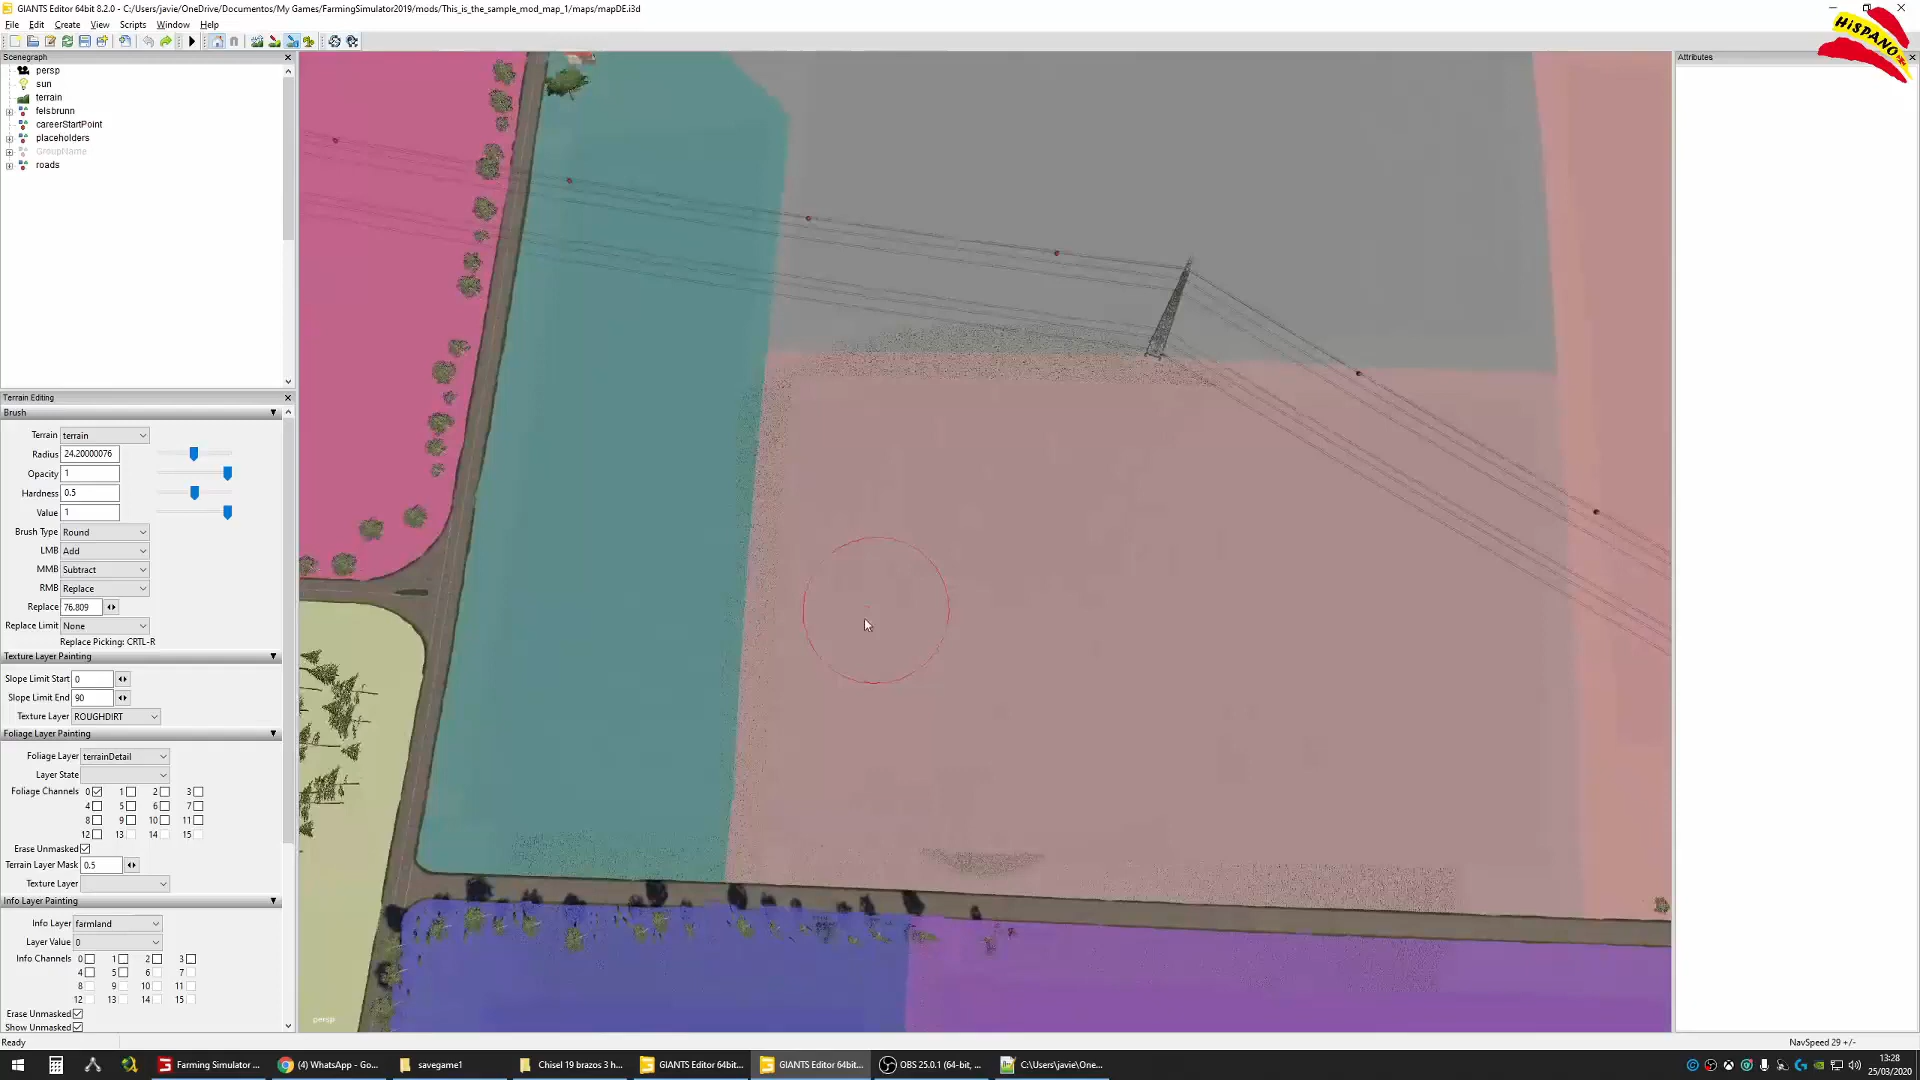 GIANTS Editor 64bit 8.2.0 - C:/Users/javie/OneDrive/Documentos/My Games/FarmingSimulator2019/mods/This_is_the_sample_mod_map_1/maps/mapDE.i3d
File Edit Create View Scripts Window Help
HISPANO
Scenegraph
Attributes
persp
sun
terrain
felsbrunn
careerStartPoint
placeholders
GroupName
roads
Terrain Editing
Brush
Terrain terrain
Radius 24.20000076
Opacity 1
Hardness 0.5
Value 1
Brush Type Round
LMB Add
MMB Subtract
RMB Replace
Replace 76.809
Replace Limit None
Replace Picking: CRTL-R
Texture Layer Painting
Slope Limit Start 0
Slope Limit End 90
Texture Layer ROUGHDIRT
Foliage Layer Painting
Foliage Layer terrainDetail
Layer State
Foliage Channels 0 1 2 3
4 5 6 7
8 9 10 11
12 13 14 15
Erase Unmasked
Terrain Layer Mask 0.5
Texture Layer
Info Layer Painting
Info Layer farmland
Layer Value 0
Info Channels 0 1 2 3
4 5 6 7
8 9 10 11
12 13 14 15
Erase Unmasked
Show Unmasked
persp
Ready
NavSpeed 29 +/-
Farming Simulator ...
(4) WhatsApp - Go...
savegame1
Chisel 19 brazos 3 h...
GIANTS Editor 64bit...
GIANTS Editor 64bit...
OBS 25.0.1 (64-bit, ...
C:\Users\javie\One...
13:28
25/03/2020